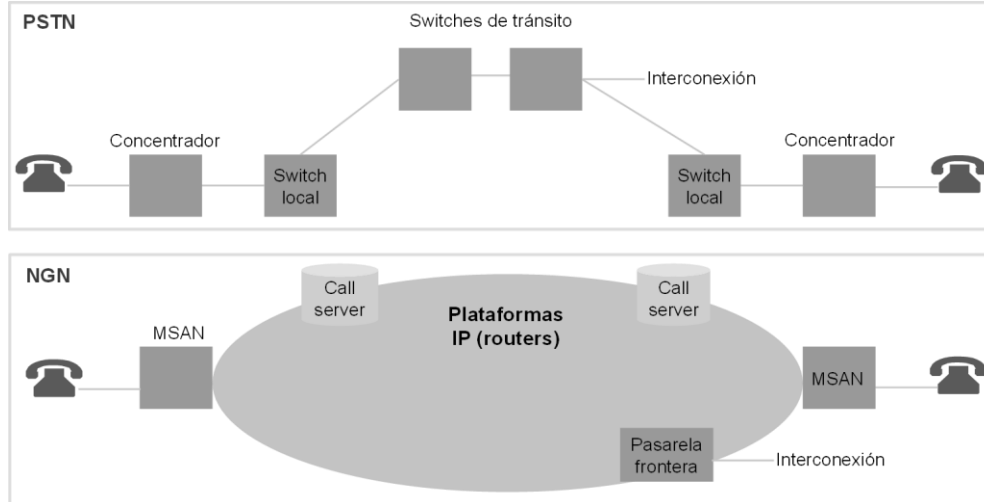 PSTN
Switches de tránsito
Interconexión
Concentrador
Concentrador
Switch
local
Switch
local
NGN
Call
server
Call
server
Plataformas
IP (routers)
MSAN
MSAN
Pasarela
frontera
Interconexión